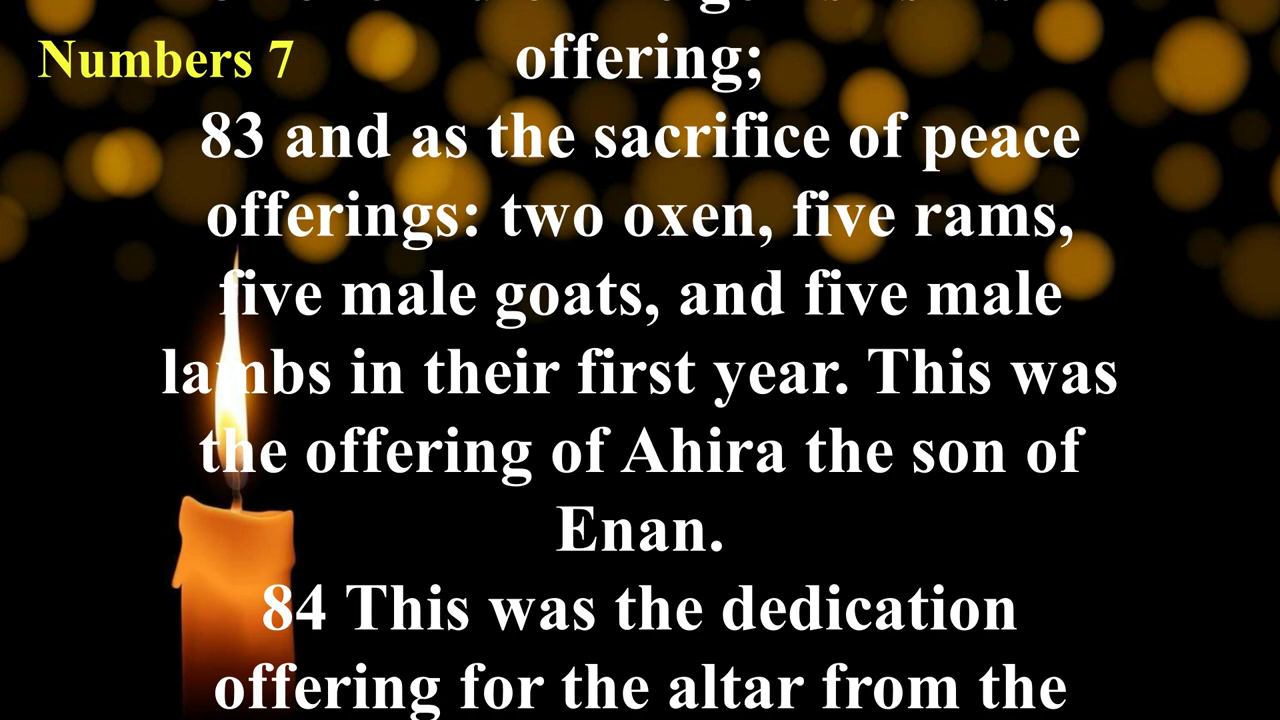 Numbers 7
offering;
83 and as the sacrifice of peace
offerings: two oxen, five rams,
five male goats, and five male
lambs in their first year. This was
the offering of Ahira the son of
Enan.
84 This was the dedication
offering for the altar from the